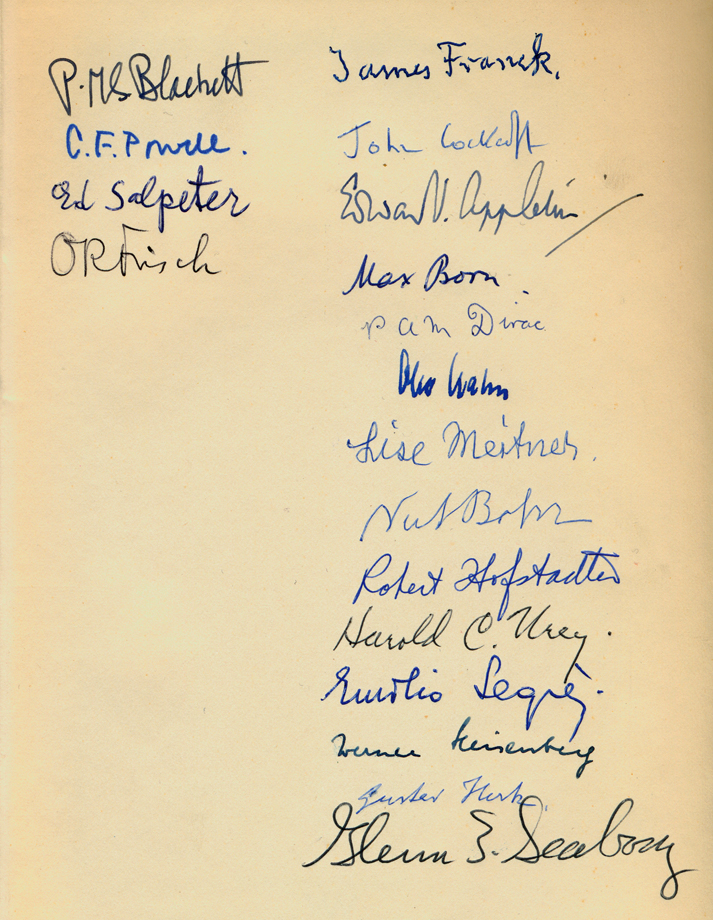 P.M.S Blackett
C.F. Powell.
Ed Salpeter
OR Frisch
James Franck.
John Cockcroft
Edward V. Appleton
Max Born.
P A M Dirac
Otto Hahn
Lise Meitner.
Niels Bohr
Robert Hofstadter
Harold C. Urey.
Emilio Segrè.
Werner Heisenberg
Gustav Hertz
Glenn T. Seaborg